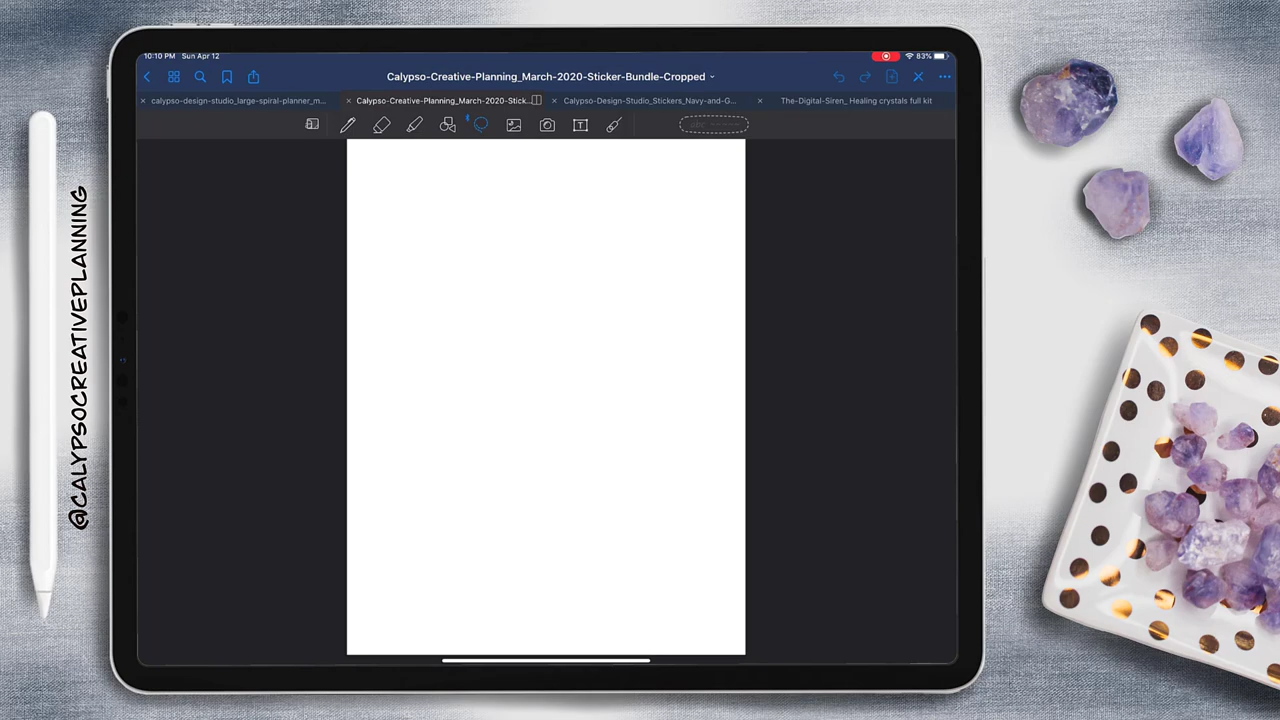 10:10 PM Sun Apr 12
83%
Calypso-Creative-Planning_March-2020-Sticker-Bundle-Cropped
calypso-design-studio_large-spiral-planner_m...
Calypso-Creative-Planning_March-2020-Stick...
Calypso-Design-Studio_Stickers_Navy-and-G...
The-Digital-Siren_ Healing crystals full kit
T
@CALYPSOCREATIVEPLANNING